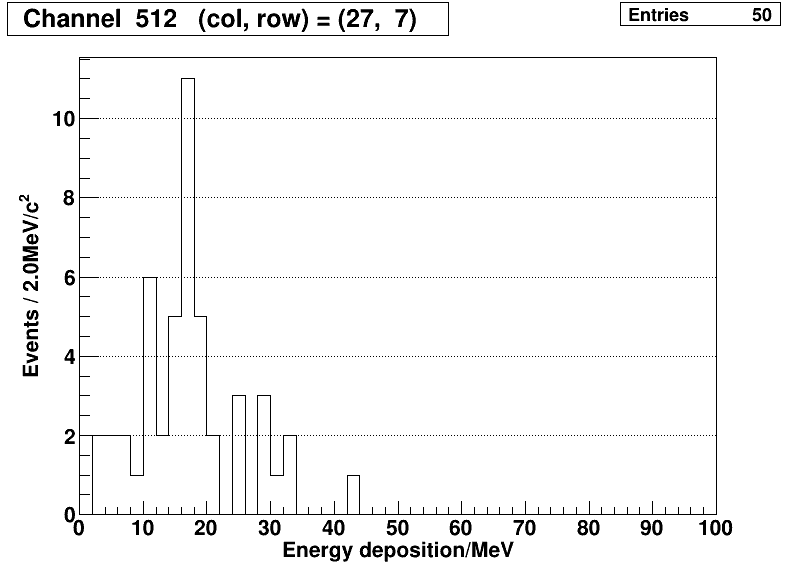 Channel 512 (col, row) = (27, 7)
Entries 50
Events / 2.0MeV/c²
10
8
6
4
2
0
0 10 20 30 40 50 60 70 80 90 100
Energy deposition/MeV